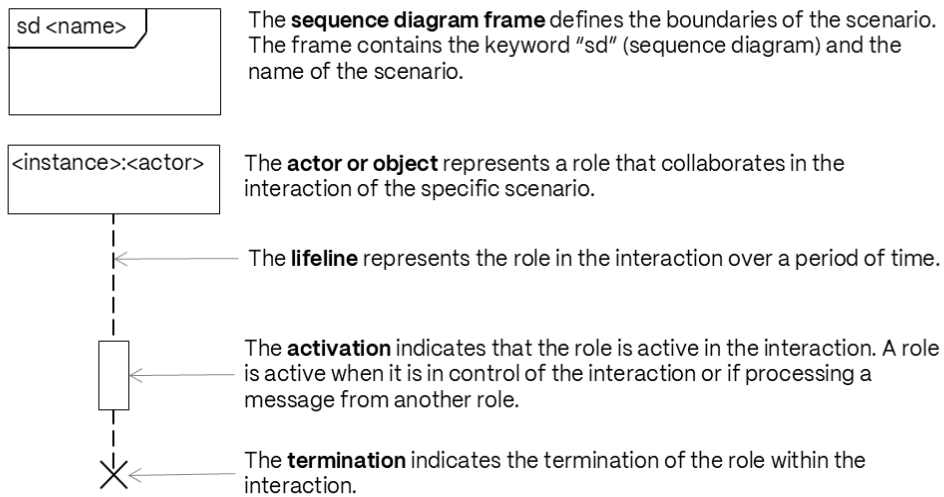 sd <name>
The sequence diagram frame defines the boundaries of the scenario.
The frame contains the keyword “sd” (sequence diagram) and the
name of the scenario.
<instance>:<actor>
The actor or object represents a role that collaborates in the
interaction of the specific scenario.
The lifeline represents the role in the interaction over a period of time.
The activation indicates that the role is active in the interaction. A role
is active when it is in control of the interaction or if processing a
message from another role.
The termination indicates the termination of the role within the
interaction.